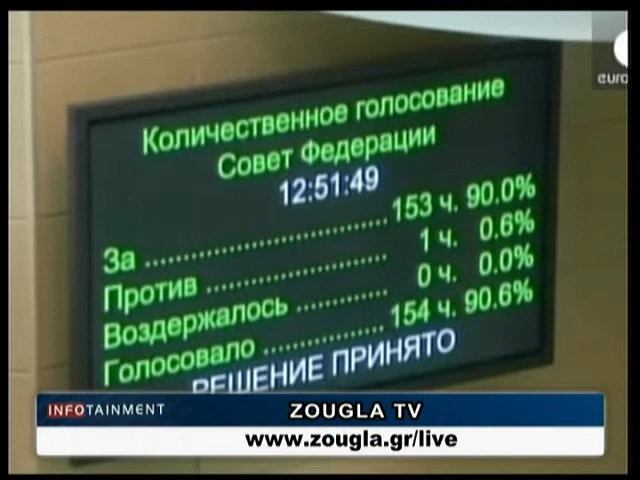 euro
Количественное голосование
Совет Федерации
12:51:49
За ........................... 153 ч. 90.0%
Против .................... 1 ч. 0.6%
Воздержалось .......... 0 ч. 0.0%
Голосовало .............. 154 ч. 90.6%
РЕШЕНИЕ ПРИНЯТО
INFOTAINMENT
ZOUGLA TV
www.zougla.gr/live